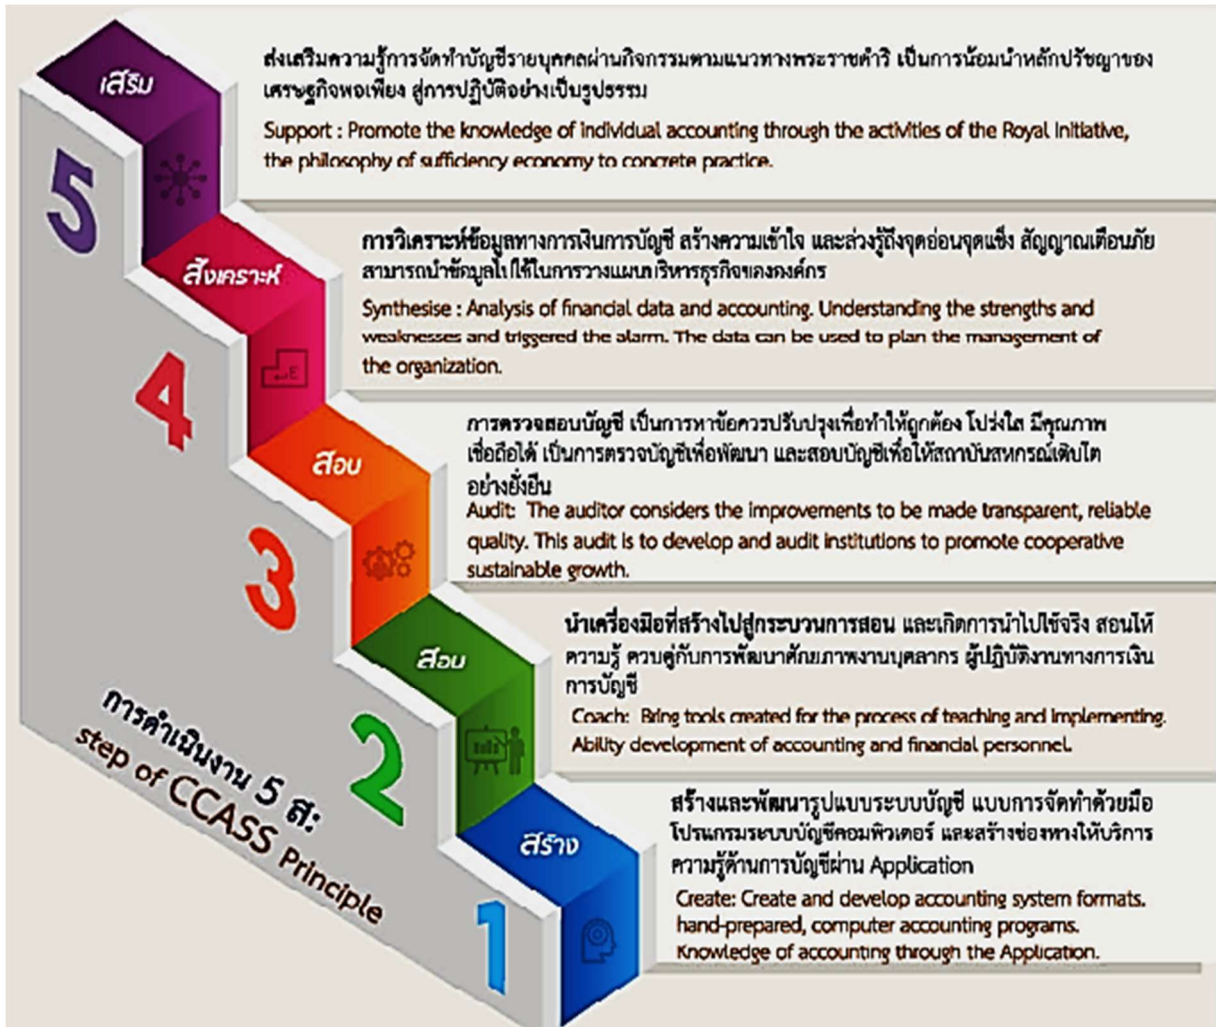 เสริม
5
ส่งเสริมความรู้การจัดทำบัญชีรายบุคคลผ่านกิจกรรมตามแนวทางพระราชดำริ เป็นการน้อมนำหลักปรัชญาของ
เศรษฐกิจพอเพียง สู่การปฏิบัติอย่างเป็นรูปธรรม
Support : Promote the knowledge of individual accounting through the activities of the Royal Initiative,
the philosophy of sufficiency economy to concrete practice.
สังเคราะห์
4
การวิเคราะห์ข้อมูลทางการเงินการบัญชี สร้างความเข้าใจ และล่วงรู้ถึงจุดอ่อนจุดแข็ง สัญญาณเตือนภัย
สามารถนำข้อมูลไปใช้ในการวางแผนบริหารธุรกิจขององค์กร
Synthesise : Analysis of financial data and accounting. Understanding the strengths and
weaknesses and triggered the alarm. The data can be used to plan the management of
the organization.
สอบ
3
การตรวจสอบบัญชี เป็นการหาข้อควรปรับปรุงเพื่อทำให้ถูกต้อง โปร่งใส มีคุณภาพ
เชื่อถือได้ เป็นการตรวจบัญชีเพื่อพัฒนา และสอบบัญชีเพื่อให้สถาบันสหกรณ์เติบโต
อย่างยั่งยืน
Audit: The auditor considers the improvements to be made transparent, reliable
quality. This audit is to develop and audit institutions to promote cooperative
sustainable growth.
สอน
2
นำเครื่องมือที่สร้างไปสู่กระบวนการสอน และเกิดการนำไปใช้จริง สอนให้
ความรู้ ควบคู่กับการพัฒนาศักยภาพงานบุคลากร ผู้ปฏิบัติงานทางการเงิน
การบัญชี
Coach: Bring tools created for the process of teaching and implementing.
Ability development of accounting and financial personnel.
สร้าง
1
สร้างและพัฒนารูปแบบระบบบัญชี แบบการจัดทำด้วยมือ
โปรแกรมระบบบัญชีคอมพิวเตอร์ และสร้างช่องทางให้บริการ
ความรู้ด้านการบัญชีผ่าน Application
Create: Create and develop accounting system formats.
hand-prepared, computer accounting programs.
Knowledge of accounting through the Application.
การดำเนินงาน 5 ส:
step of CCASS Principle